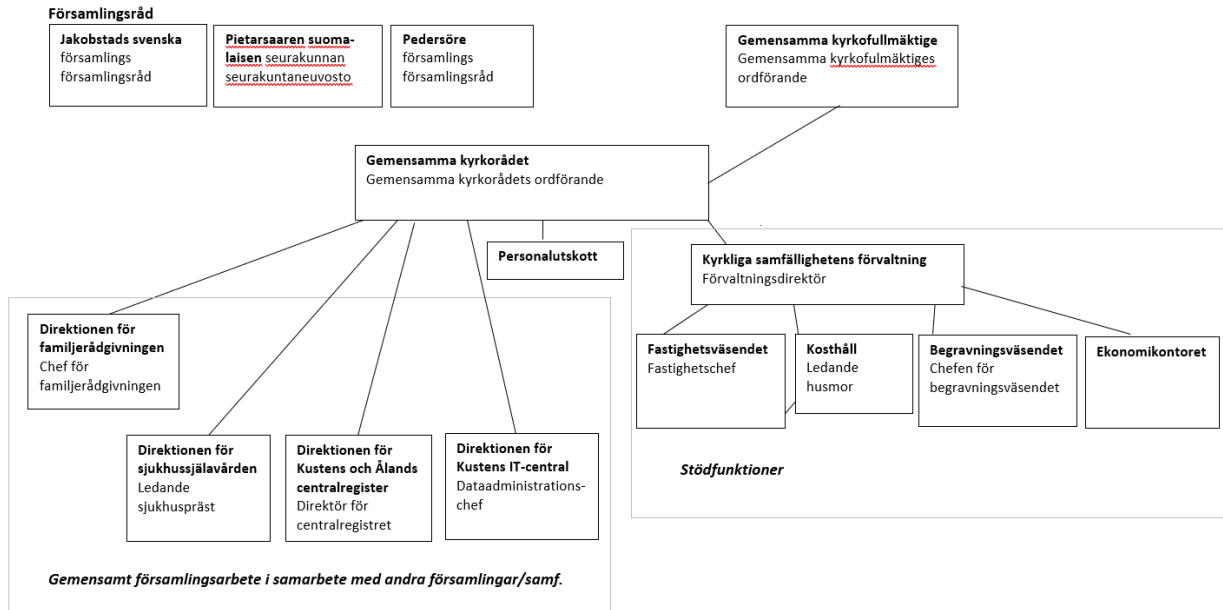 Församlingsråd
Jakobstads svenska
församlings
församlingsråd
Pietarsaaren suoma-
laisen seurakunnan
seurakuntaneuvosto
Pedersöre
församlings
församlingsråd
Gemensamma kyrkofullmäktige
Gemensamma kyrkofulmäktiges
ordförande
Gemensamma kyrkorådet
Gemensamma kyrkorådets ordförande
Personalutskott
Kyrkliga samfällighetens förvaltning
Förvaltningsdirektör
Direktionen för
familjerådgivningen
Chef för
familjerådgivningen
Fastighetsväsendet
Fastighetschef
Kosthåll
Ledande
husmor
Begravningsväsendet
Chefen för
begravningsväsendet
Ekonomikontoret
Direktionen för
sjukhussjälavården
Ledande
sjukhuspräst
Direktionen för
Kustens och Ålands
centralregister
Direktör för
centralregistret
Direktionen för
Kustens IT-central
Dataadministrations-
chef
Stödfunktioner
Gemensamt församlingsarbete i samarbete med andra församlingar/samf.